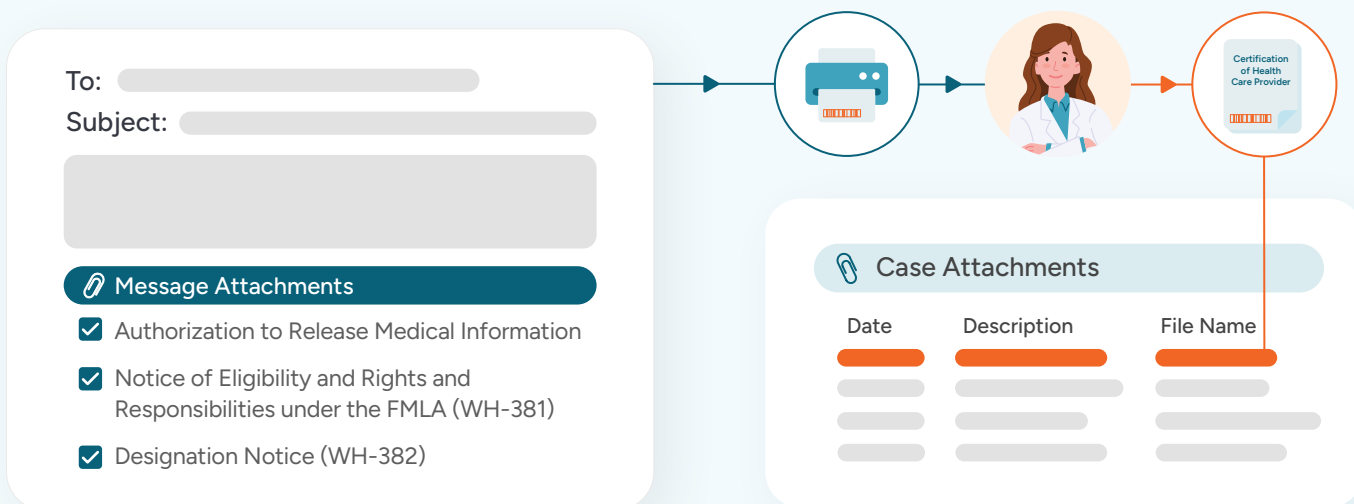 To:
Subject:
Message Attachments
Authorization to Release Medical Information
Notice of Eligibility and Rights and
Responsibilities under the FMLA (WH-381)
Designation Notice (WH-382)
Certification
of Health
Care Provider
Case Attachments
Date Description File Name